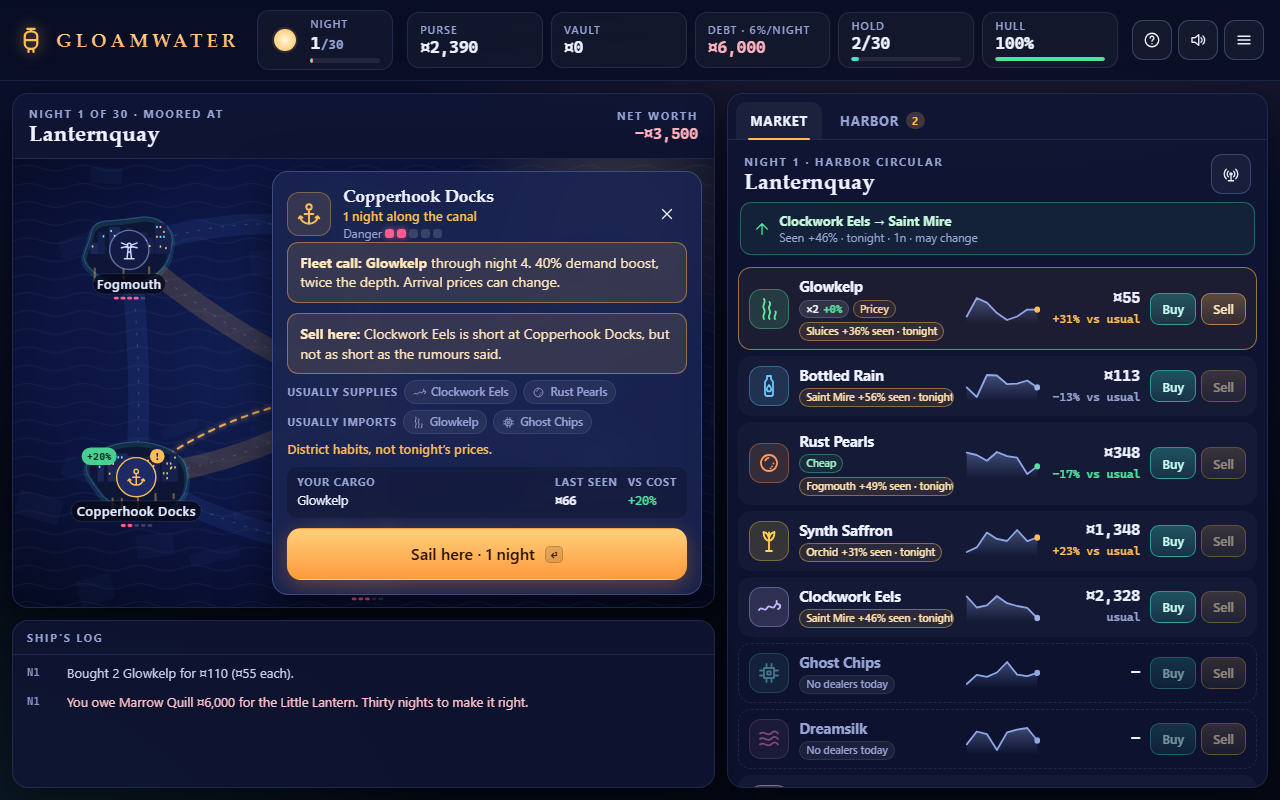 GLOAMWATER
NIGHT
1/30
PURSE
¤2,390
VAULT
¤0
DEBT · 6%/NIGHT
¤6,000
HOLD
2/30
HULL
100%
NIGHT 1 OF 30 · MOORED AT
Lanternquay
NET WORTH
−¤3,500
Fogmouth
+20%
!
Copperhook Docks
Copperhook Docks
1 night along the canal
Danger
Fleet call: Glowkelp through night 4. 40% demand boost,
twice the depth. Arrival prices can change.
Sell here: Clockwork Eels is short at Copperhook Docks, but
not as short as the rumours said.
USUALLY SUPPLIES Clockwork Eels Rust Pearls
USUALLY IMPORTS Glowkelp Ghost Chips
District habits, not tonight's prices.
YOUR CARGO LAST SEEN VS COST
Glowkelp ¤66 +20%
Sail here · 1 night ↵
SHIP'S LOG
N1 Bought 2 Glowkelp for ¤110 (¤55 each).
N1 You owe Marrow Quill ¤6,000 for the Little Lantern. Thirty nights to make it right.
MARKET HARBOR 2
NIGHT 1 · HARBOR CIRCULAR
Lanternquay
Clockwork Eels → Saint Mire
Seen +46% · tonight · 1n · may change
Glowkelp
×2 +0% Pricey
Sluices +36% seen · tonight
¤55
+31% vs usual
Buy Sell
Bottled Rain
Saint Mire +56% seen · tonight
¤113
−13% vs usual
Buy Sell
Rust Pearls
Cheap
Fogmouth +49% seen · tonight
¤348
−17% vs usual
Buy Sell
Synth Saffron
Orchid +31% seen · tonight
¤1,348
+23% vs usual
Buy Sell
Clockwork Eels
Saint Mire +46% seen · tonight
¤2,328
usual
Buy Sell
Ghost Chips
No dealers today
–
Buy Sell
Dreamsilk
No dealers today
–
Buy Sell